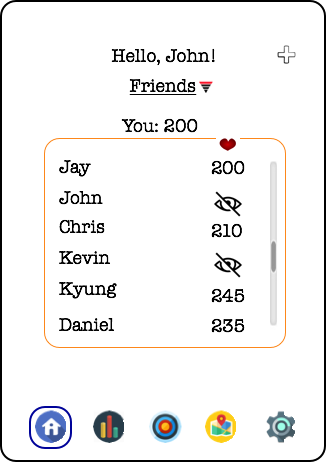 Hello, John!
Friends
You: 200
Jay 200
John
Chris 210
Kevin
Kyung 245
Daniel 235